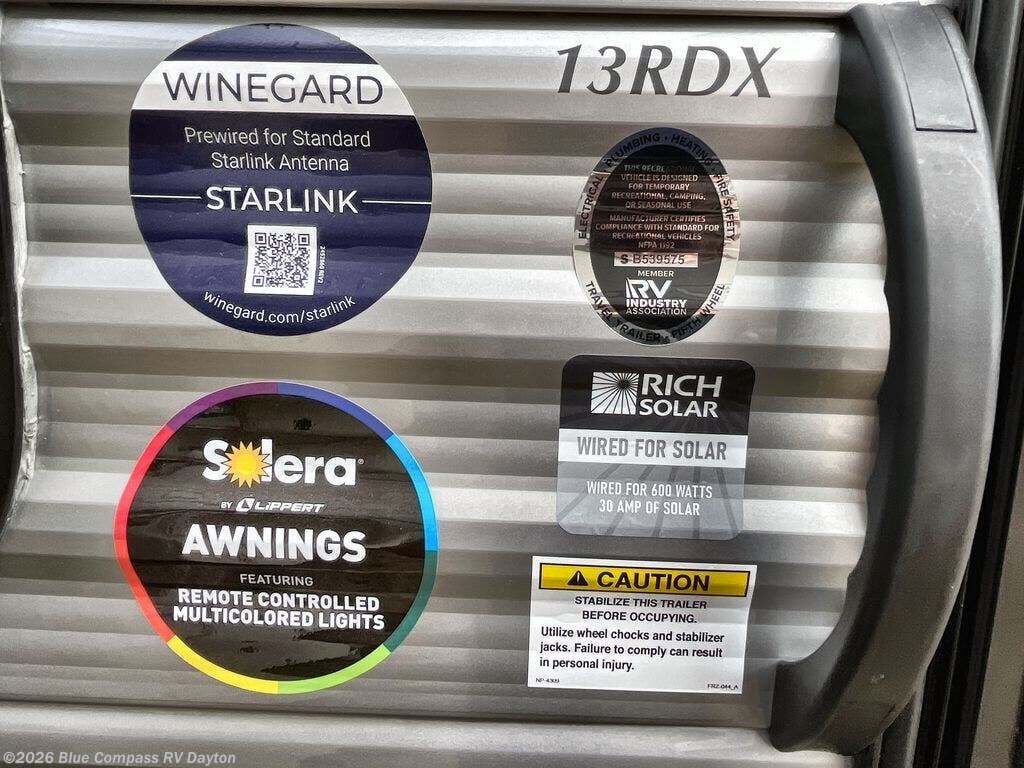 WINEGARD
Prewired for Standard
Starlink Antenna
STARLINK
winegard.com/starlink
13RDX
ELECTRICAL • PLUMBING • HEATING • FIRE SAFETY
THIS RECREATIONAL
VEHICLE IS DESIGNED
FOR TEMPORARY
RECREATIONAL, CAMPING,
OR SEASONAL USE
MANUFACTURER CERTIFIES
COMPLIANCE WITH STANDARD FOR
RECREATIONAL VEHICLES
NFPA 1192
S-B539575
MEMBER
RV
INDUSTRY
ASSOCIATION
TRAVEL TRAILER • FIFTH WHEEL
RICH
SOLAR
WIRED FOR SOLAR
WIRED FOR 600 WATTS
30 AMP OF SOLAR
Solera®
BY LIPPERT
AWNINGS
FEATURING
REMOTE CONTROLLED
MULTICOLORED LIGHTS
CAUTION
STABILIZE THIS TRAILER
BEFORE OCCUPYING.
Utilize wheel chocks and stabilizer
jacks. Failure to comply can result
in personal injury.
NP-4309
FR2-044_A
©2026 Blue Compass RV Dayton